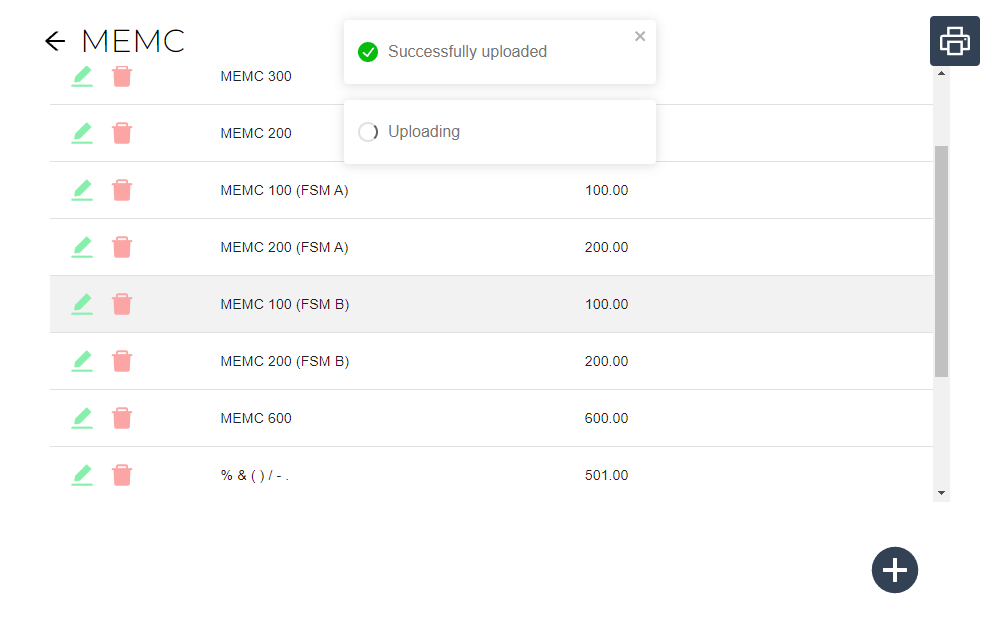 MEMC
Successfully uploaded
Uploading
MEMC 300
MEMC 200
MEMC 100 (FSM A) 100.00
MEMC 200 (FSM A) 200.00
MEMC 100 (FSM B) 100.00
MEMC 200 (FSM B) 200.00
MEMC 600 600.00
% & ( ) / - . 501.00